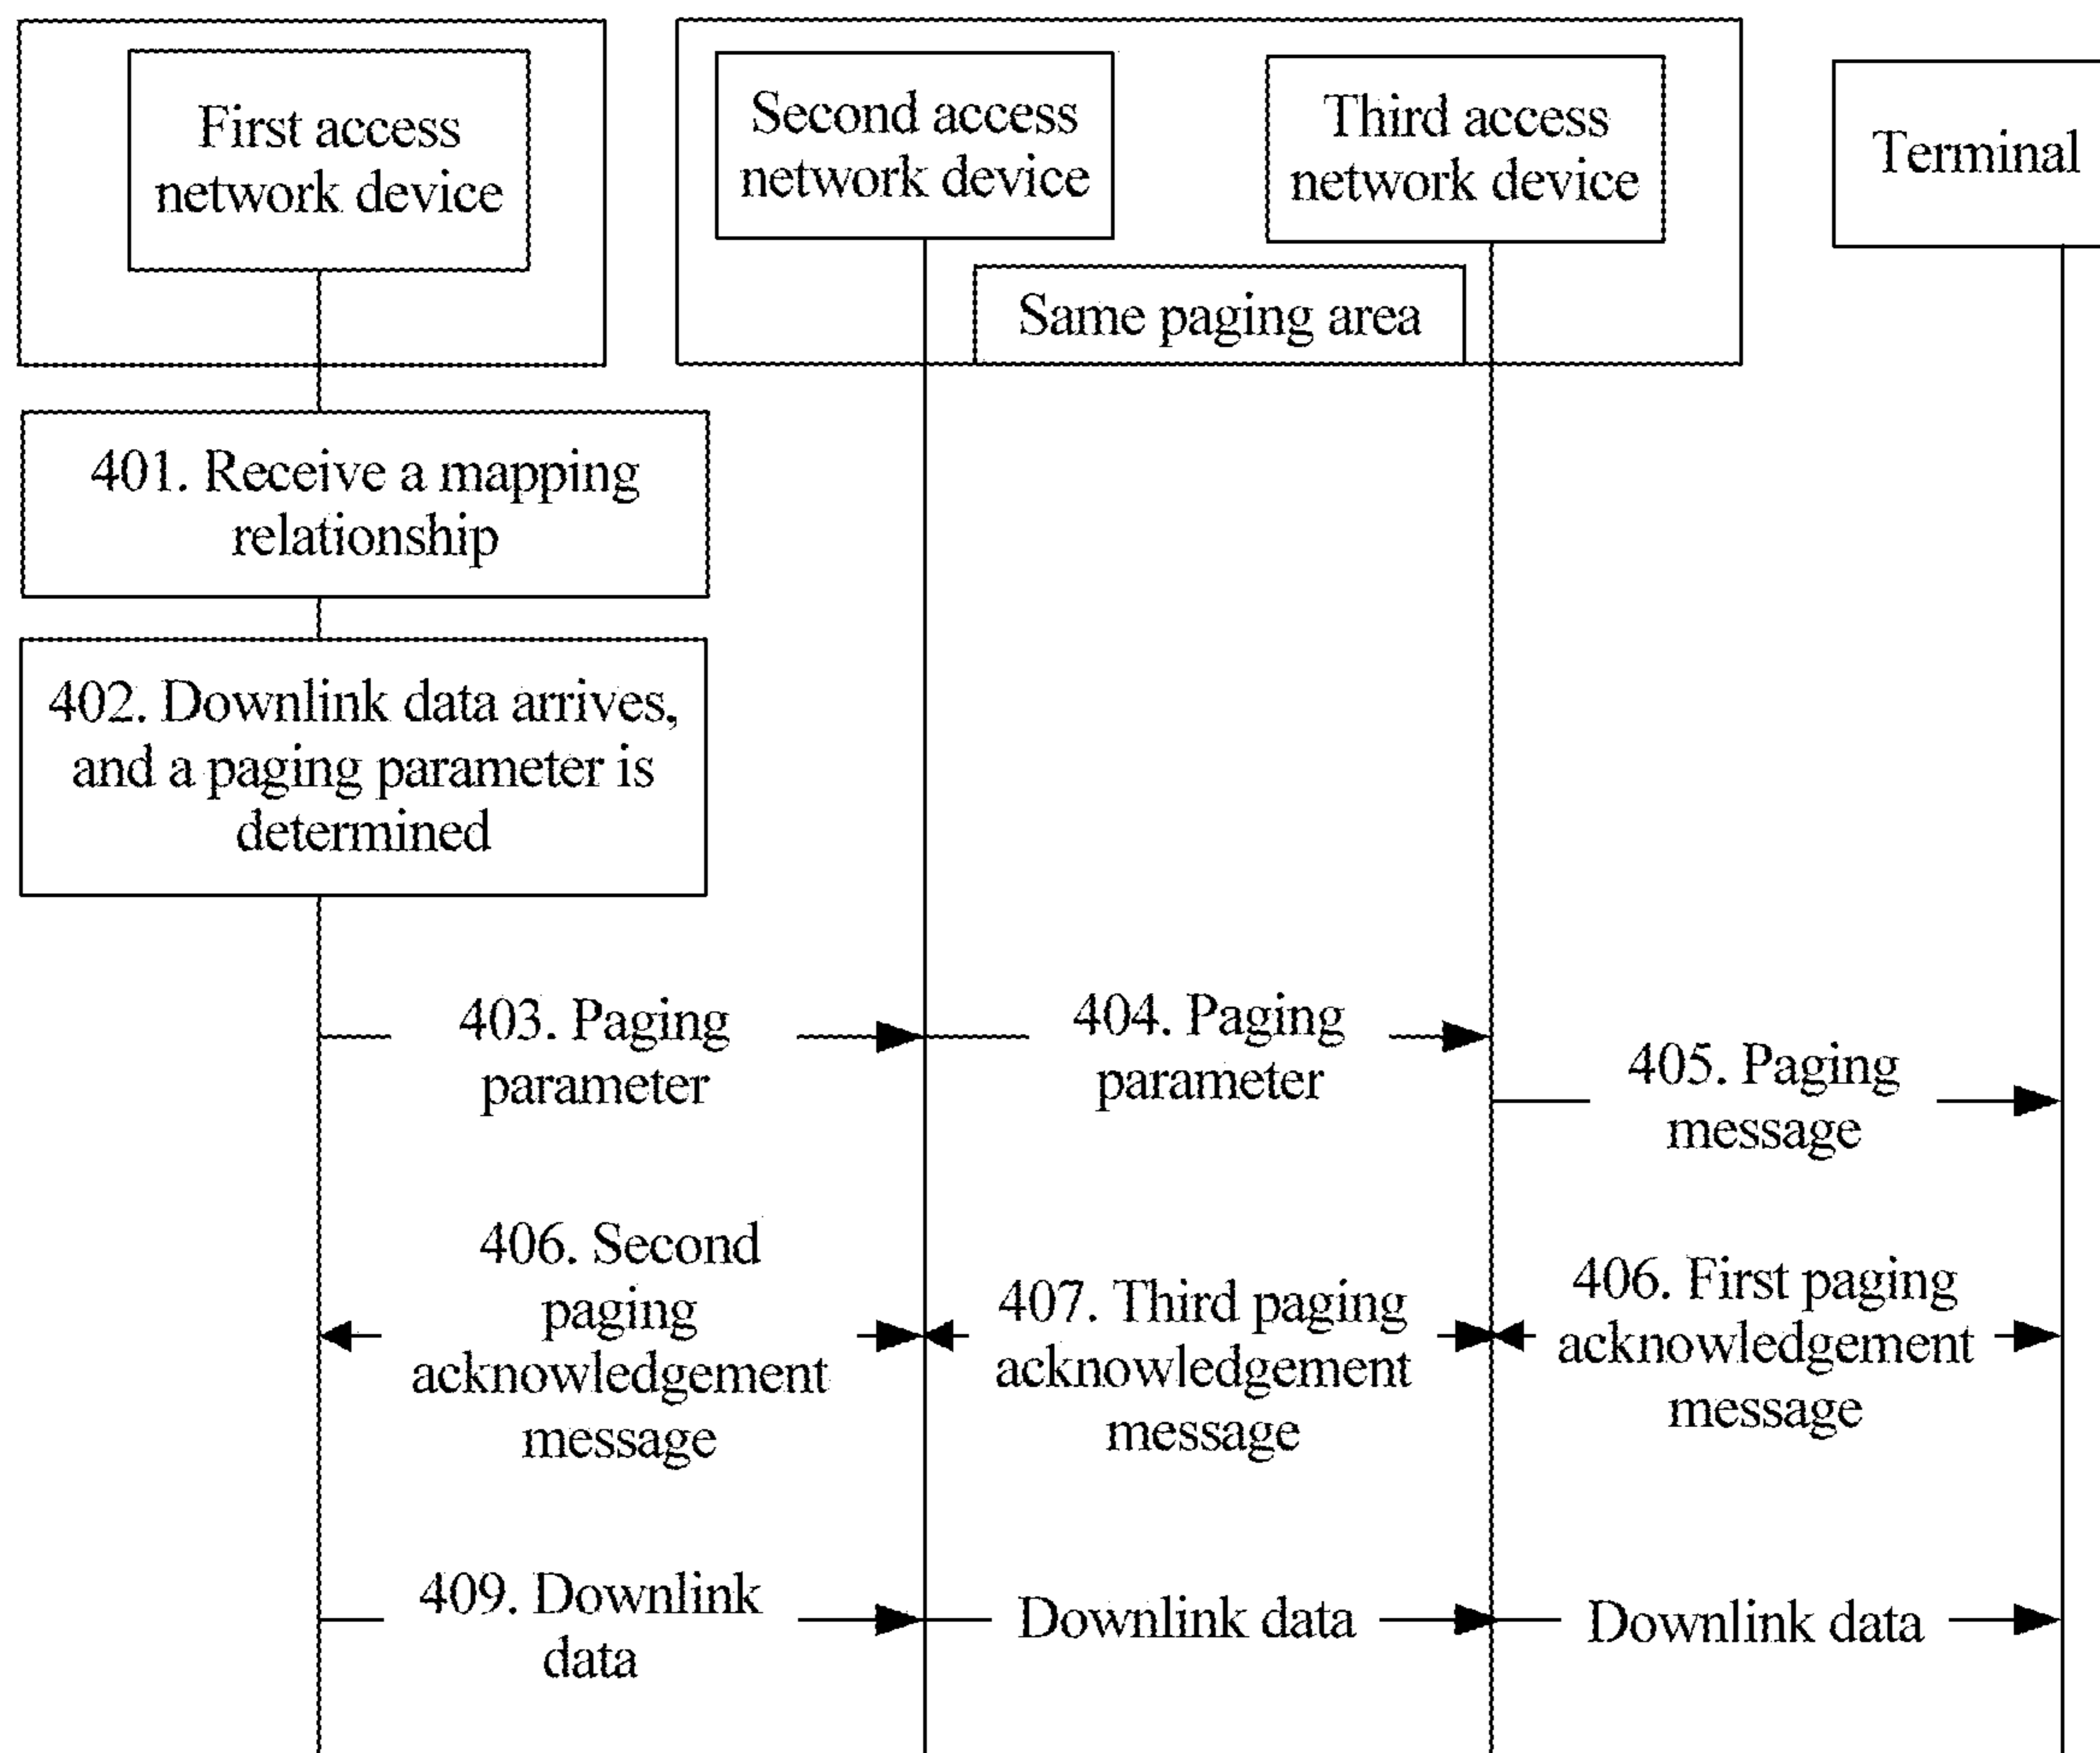 First access
network device
Second access
network device
Third access
network device
Terminal
Same paging area
401. Receive a mapping
relationship
402. Downlink data arrives,
and a paging parameter is
determined
403. Paging
parameter
404. Paging
parameter
405. Paging
message
406. Second
paging
acknowledgement
message
407. Third paging
acknowledgement
message
406. First paging
acknowledgement
message
409. Downlink
data
Downlink data
Downlink data